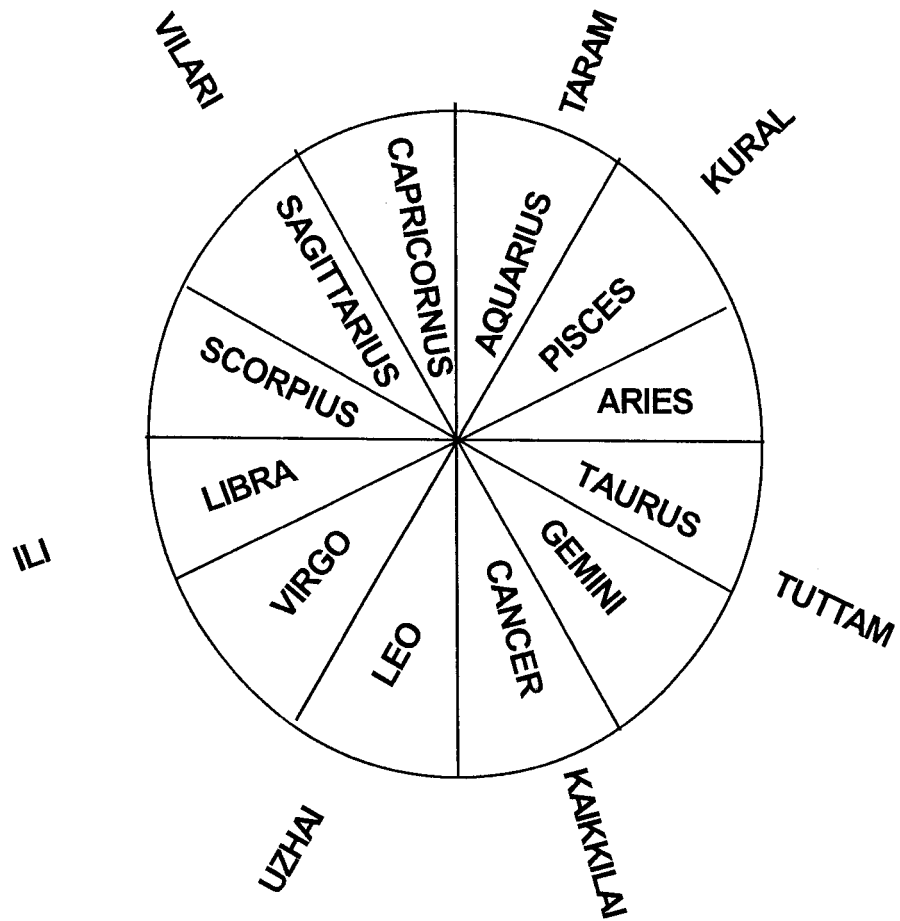 VILARI
TARAM
KURAL
CAPRICORNUS
AQUARIUS
SAGITTARIUS
PISCES
SCORPIUS
ARIES
LIBRA
TAURUS
VIRGO
GEMINI
CANCER
LEO
ILI
TUTTAM
UZHAI
KAIKKILAI